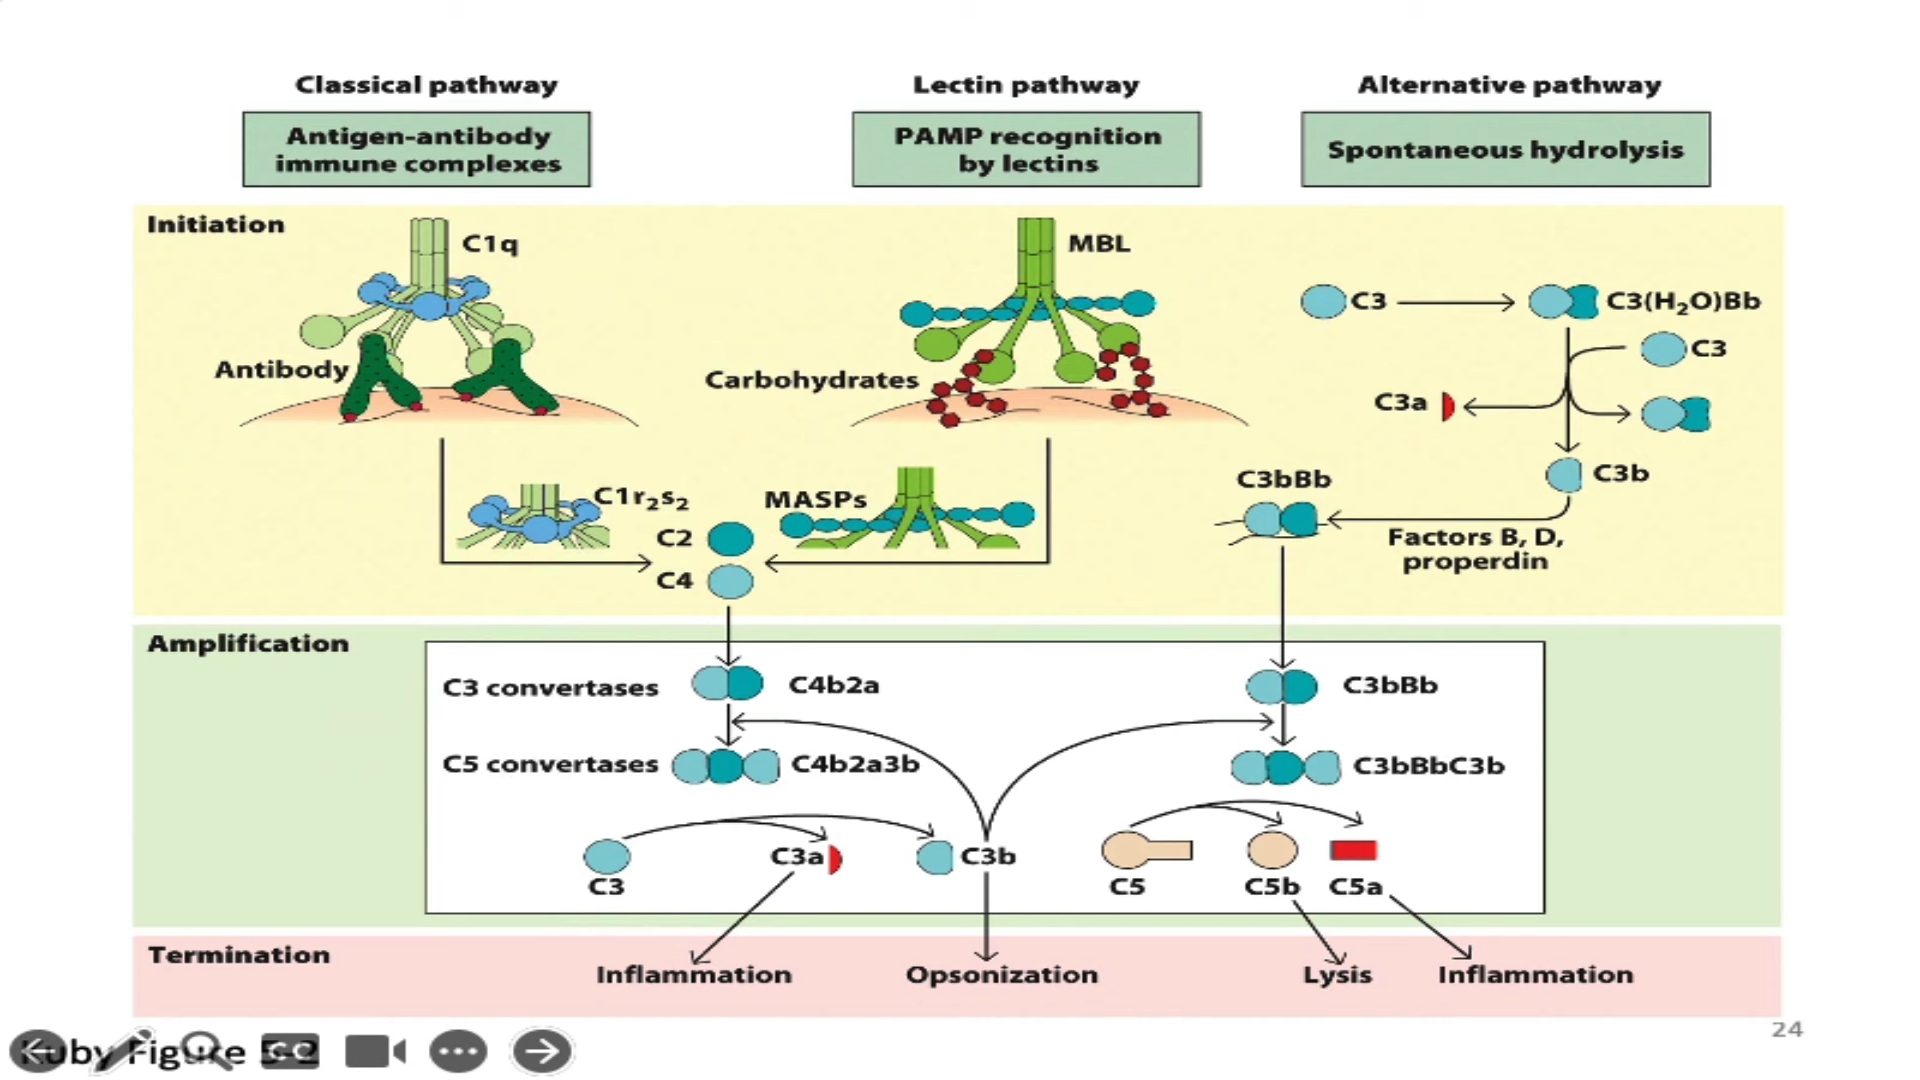 Classical pathway
Lectin pathway
Alternative pathway
Antigen-antibody
immune complexes
PAMP recognition
by lectins
Spontaneous hydrolysis
Initiation
C1q
Antibody
MBL
Carbohydrates
C3
C3(H₂O)Bb
C3
C3a
C3b
C3bBb
Factors B, D,
properdin
C1r₂s₂
MASPs
C2
C4
Amplification
C3 convertases
C4b2a
C3bBb
C5 convertases
C4b2a3b
C3bBbC3b
C3
C3a
C3b
C5
C5b
C5a
Termination
Inflammation
Opsonization
Lysis
Inflammation
24
Figure
CC